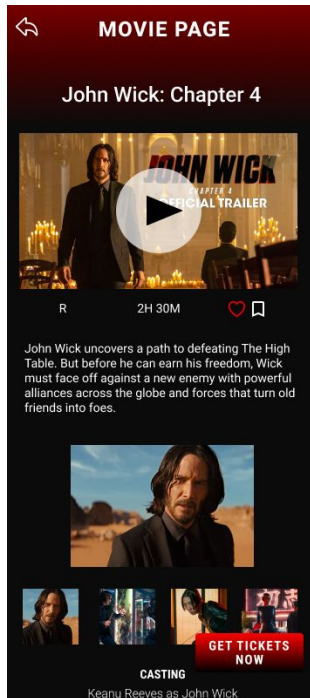 MOVIE PAGE
John Wick: Chapter 4
JOHN WICK
CHAPTER 4
OFFICIAL TRAILER
R
2H 30M
John Wick uncovers a path to defeating The High
Table. But before he can earn his freedom, Wick
must face off against a new enemy with powerful
alliances across the globe and forces that turn old
friends into foes.
GET TICKETS
NOW
CASTING
Keanu Reeves as John Wick